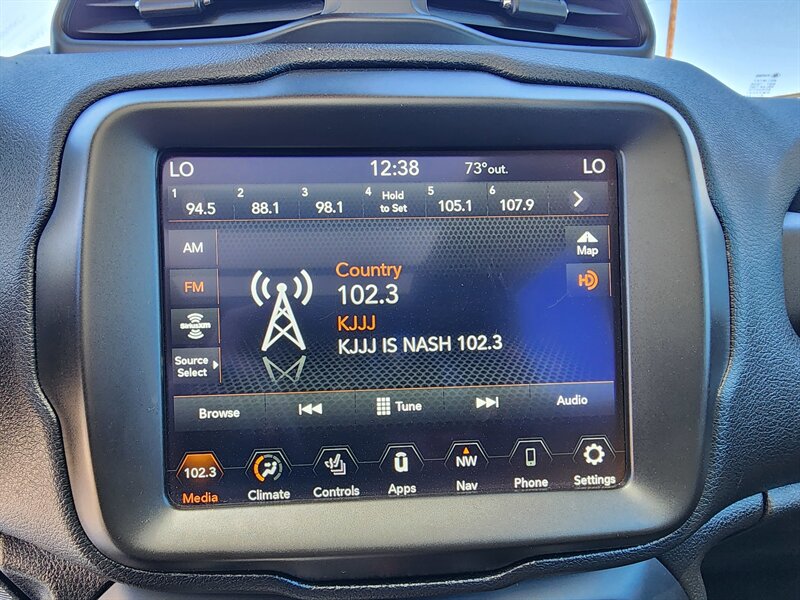 LO 12:38 73°out. LO
1 94.5 2 88.1 3 98.1 4 Hold to Set 5 105.1 6 107.9
AM
Map
FM
HD
SiriusXM
Source
Select
Country
102.3
KJJJ
KJJJ IS NASH 102.3
Browse Tune Audio
102.3 NW
Media Climate Controls Apps Nav Phone Settings